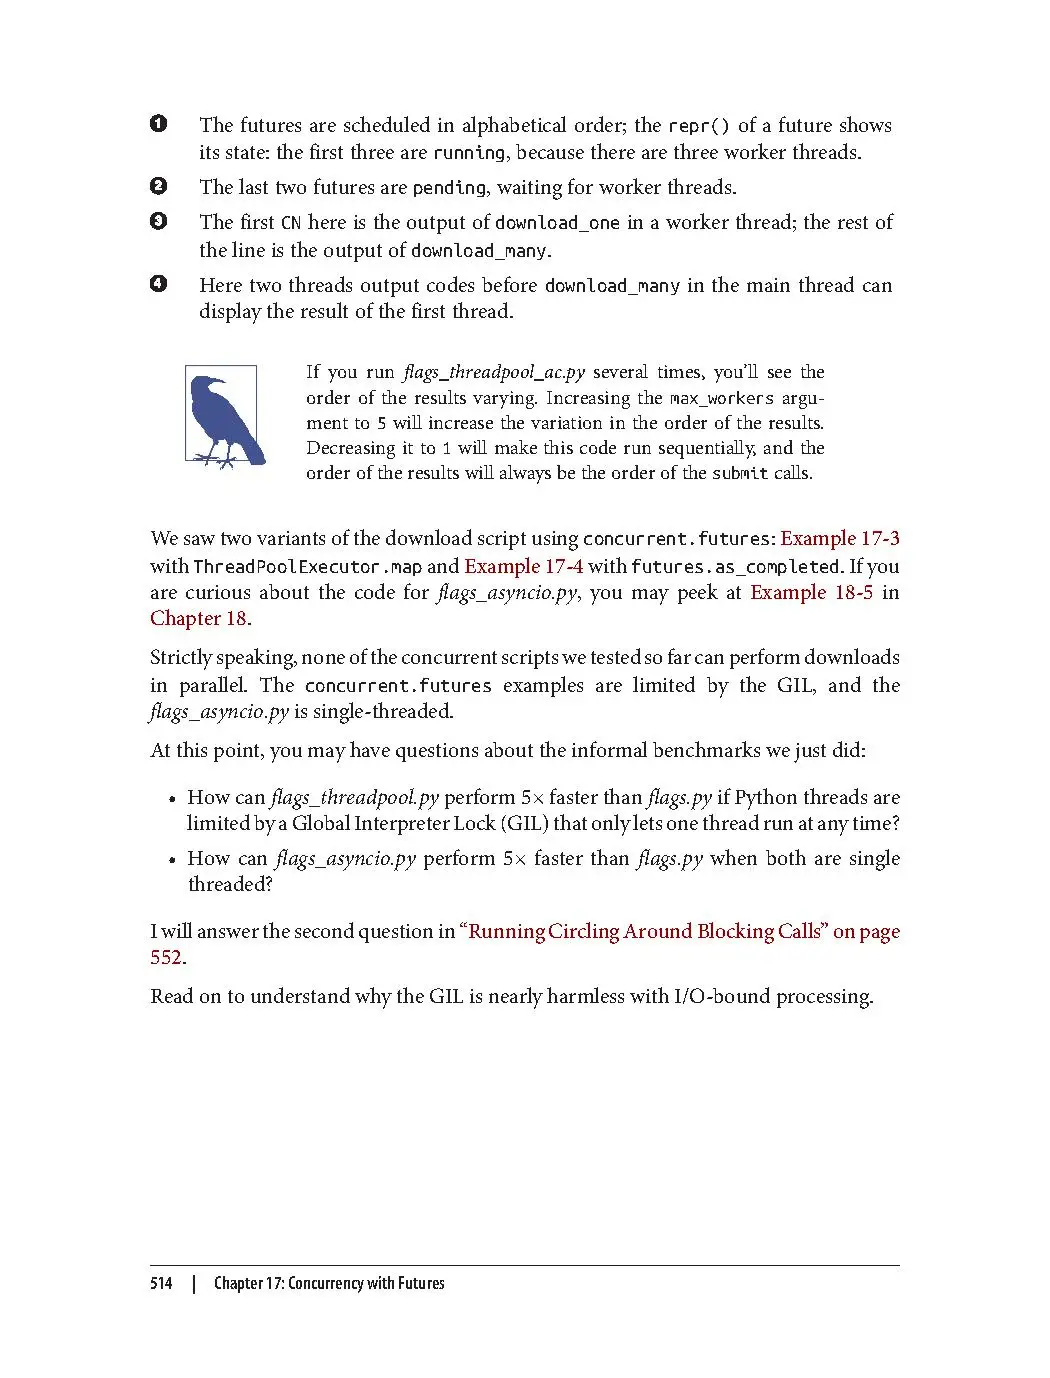 ❶ The futures are scheduled in alphabetical order; the repr() of a future shows
its state: the first three are running, because there are three worker threads.
❷ The last two futures are pending, waiting for worker threads.
❸ The first CN here is the output of download_one in a worker thread; the rest of
the line is the output of download_many.
❹ Here two threads output codes before download_many in the main thread can
display the result of the first thread.
If you run flags_threadpool_ac.py several times, you’ll see the
order of the results varying. Increasing the max_workers argu-
ment to 5 will increase the variation in the order of the results.
Decreasing it to 1 will make this code run sequentially, and the
order of the results will always be the order of the submit calls.
We saw two variants of the download script using concurrent.futures: Example 17-3
with ThreadPoolExecutor.map and Example 17-4 with futures.as_completed. If you
are curious about the code for flags_asyncio.py, you may peek at Example 18-5 in
Chapter 18.
Strictly speaking, none of the concurrent scripts we tested so far can perform downloads
in parallel. The concurrent.futures examples are limited by the GIL, and the
flags_asyncio.py is single-threaded.
At this point, you may have questions about the informal benchmarks we just did:
• How can flags_threadpool.py perform 5× faster than flags.py if Python threads are
limited by a Global Interpreter Lock (GIL) that only lets one thread run at any time?
• How can flags_asyncio.py perform 5× faster than flags.py when both are single
threaded?
I will answer the second question in “Running Circling Around Blocking Calls” on page
552.
Read on to understand why the GIL is nearly harmless with I/O-bound processing.
514 | Chapter 17: Concurrency with Futures